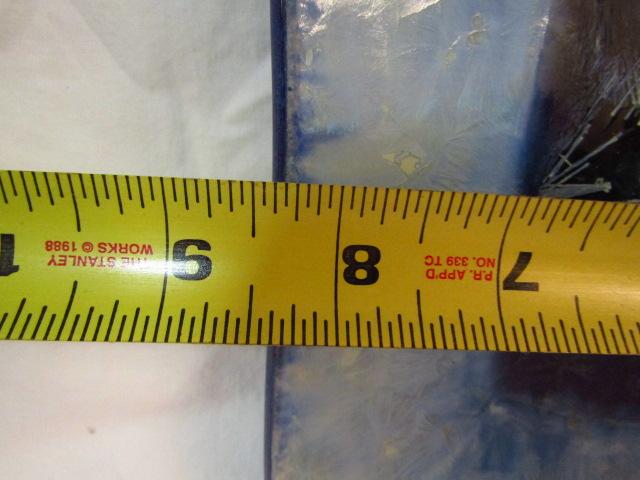 7
P.R. APP'D
NO. 339 TC
8
9
THE STANLEY
WORKS © 1988
1